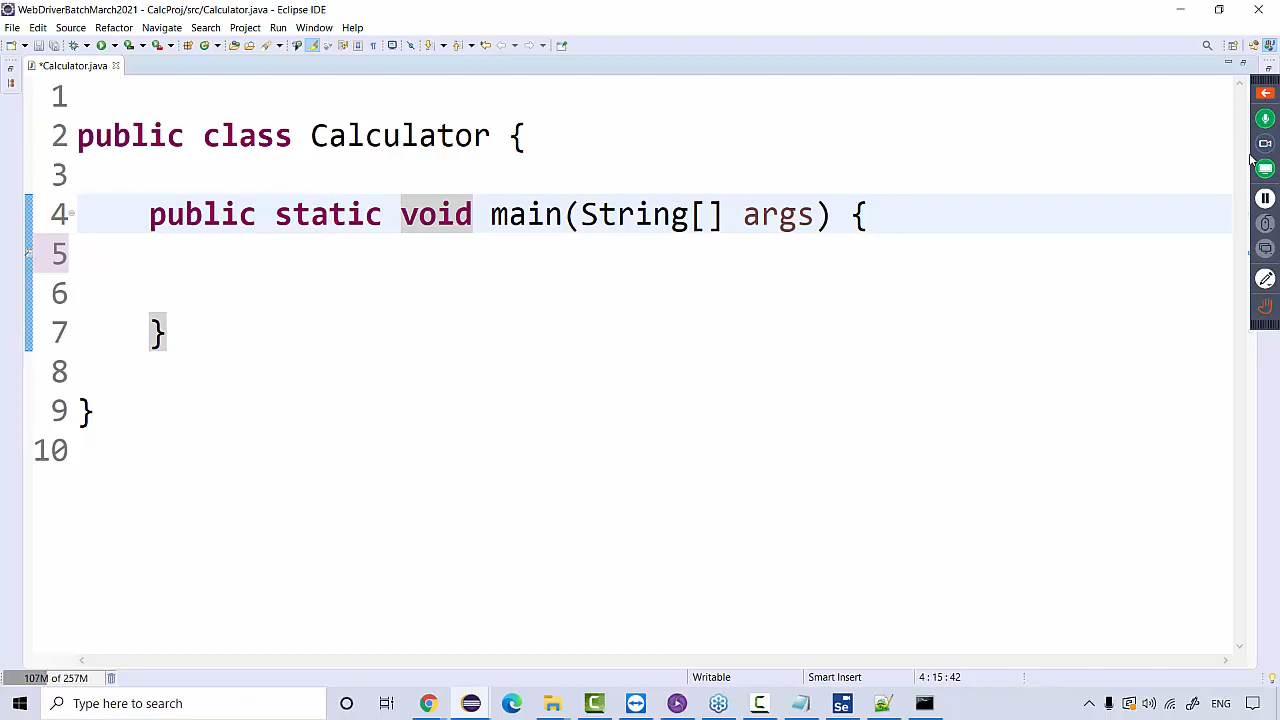 WebDriverBatchMarch2021 - CalcProj/src/Calculator.java - Eclipse IDE
File Edit Source Refactor Navigate Search Project Run Window Help
*Calculator.java
1
2 public class Calculator {
3
4 public static void main(String[] args) {
5
6
7 }
8
9 }
10
107M of 257M Writable Smart Insert 4 : 15 : 42
Type here to search Se ENG